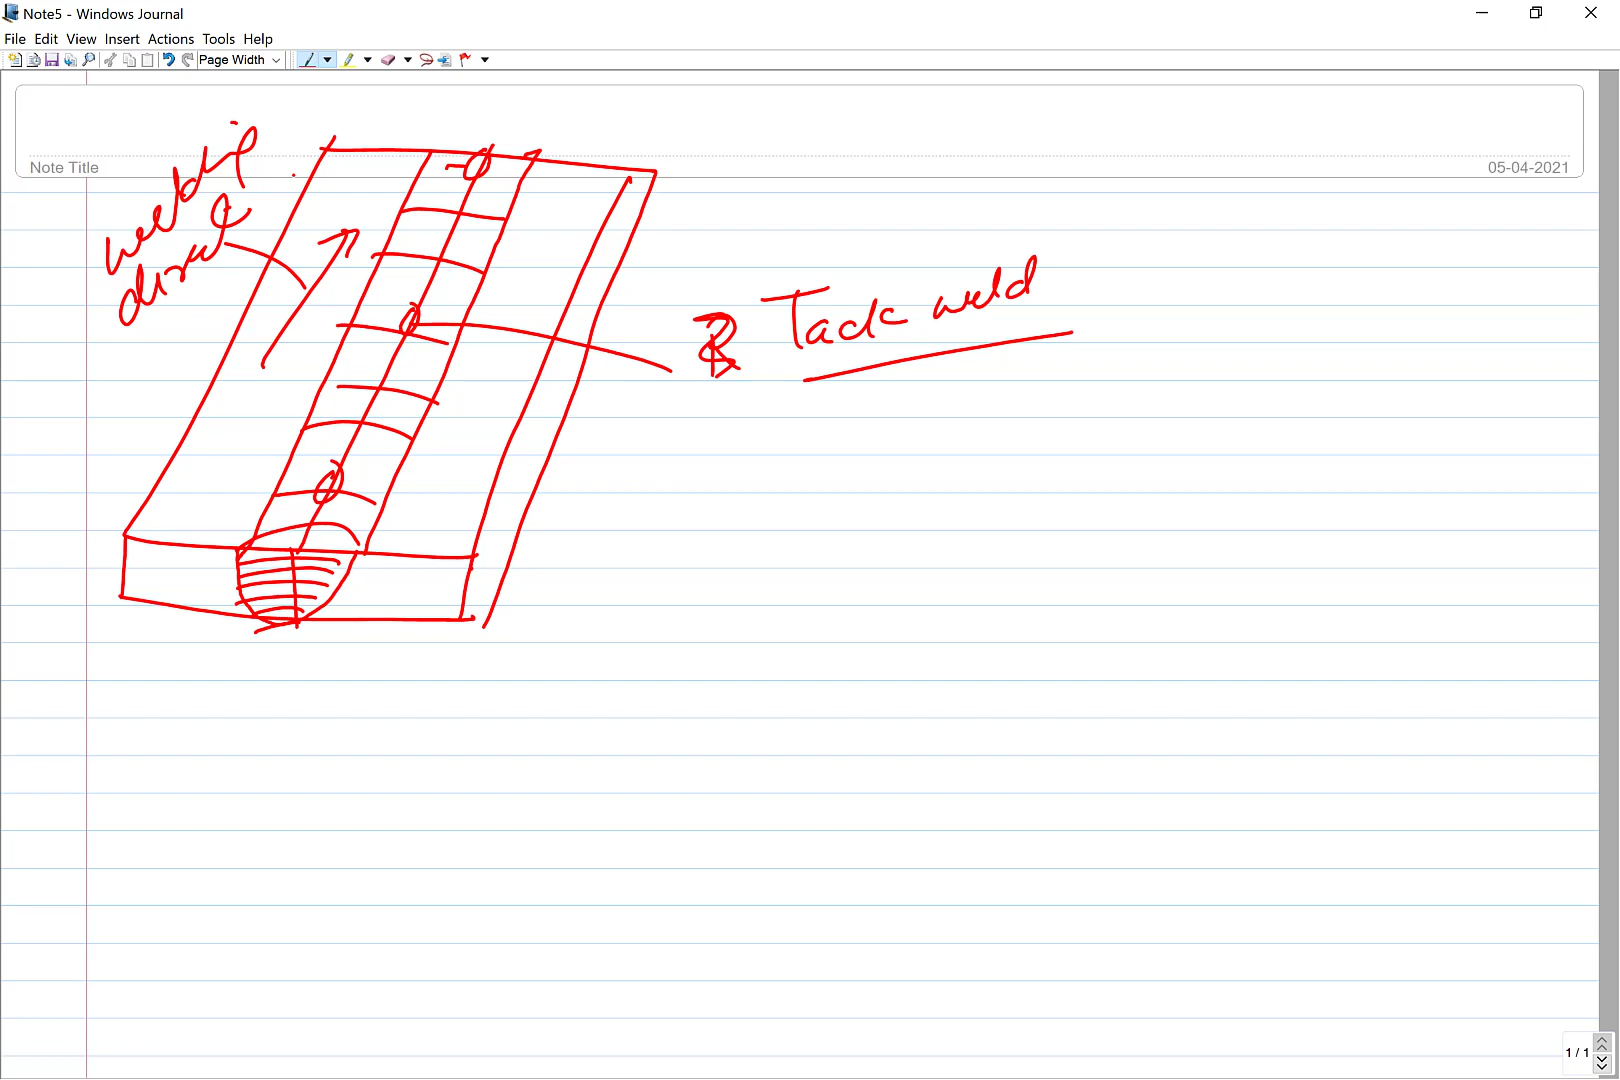 Note5 - Windows Journal
File Edit View Insert Actions Tools Help
Page Width
Note Title
05-04-2021
welding
Tack weld
1 / 1